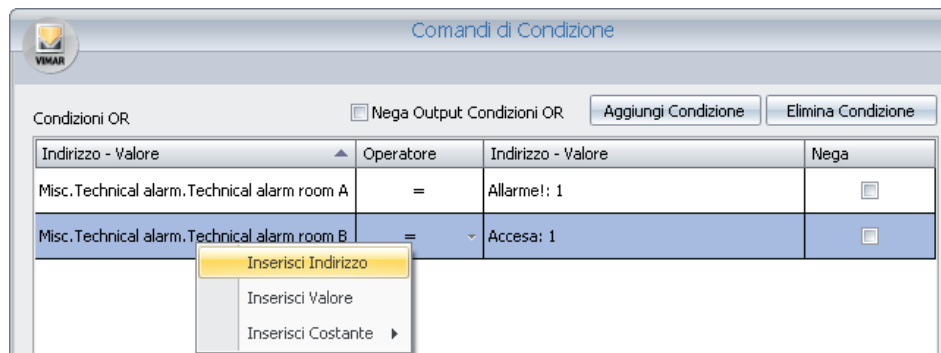 Comandi di Condizione
VIMAR
Condizioni OR
Nega Output Condizioni OR
Aggiungi Condizione
Elimina Condizione
Indirizzo - Valore
Operatore
Indirizzo - Valore
Nega
Misc.Technical alarm.Technical alarm room A
=
Allarme!: 1
Misc.Technical alarm.Technical alarm room B
=
Accesa: 1
Inserisci Indirizzo
Inserisci Valore
Inserisci Costante